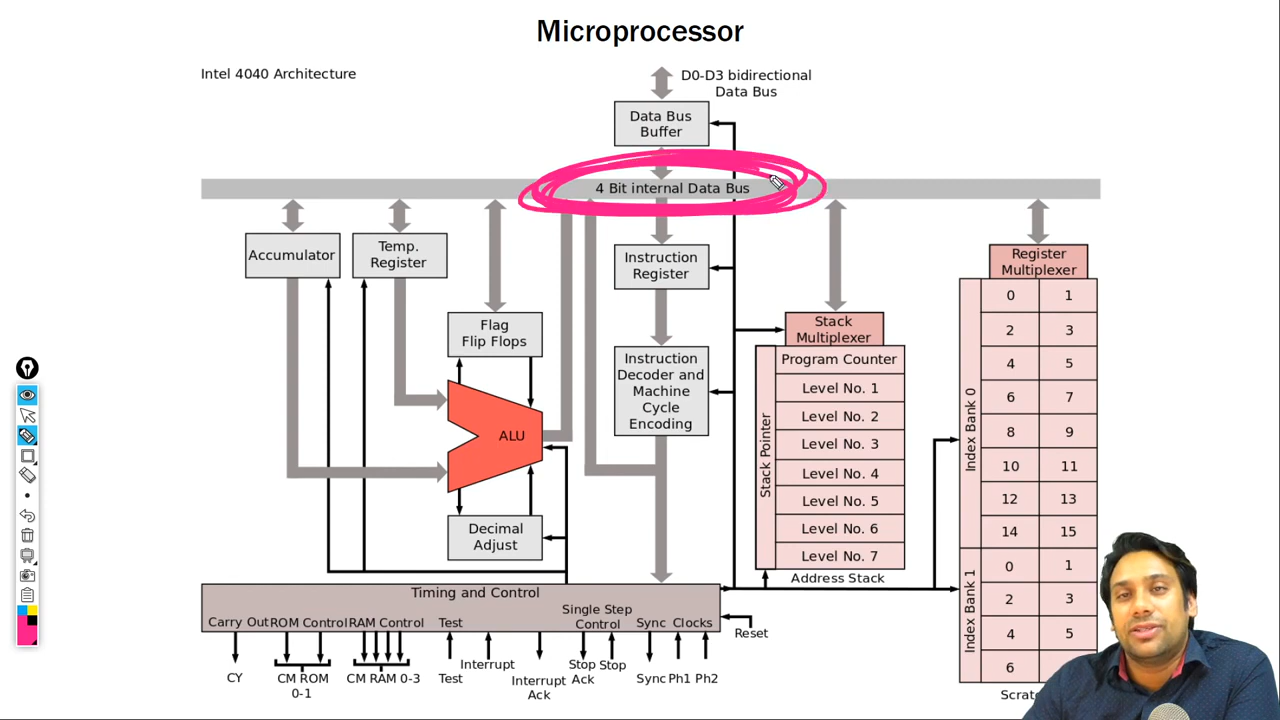 Microprocessor
Intel 4040 Architecture
D0-D3 bidirectional
Data Bus
Data Bus
Buffer
4 Bit internal Data Bus
Accumulator
Temp.
Register
Instruction
Register
Register
Multiplexer
Flag
Flip Flops
Stack
Multiplexer
Instruction
Decoder and
Machine
Cycle
Encoding
ALU
Decimal
Adjust
Stack Pointer
Program Counter
Level No. 1
Level No. 2
Level No. 3
Level No. 4
Level No. 5
Level No. 6
Level No. 7
Address Stack
Index Bank 0
0 1
2 3
4 5
6 7
8 9
10 11
12 13
14 15
Index Bank 1
0 1
2 3
4 5
6
Timing and Control
Carry Out
ROM Control
RAM Control
Test
Single Step
Control
Sync
Clocks
Reset
CY
CM ROM
0-1
CM RAM 0-3
Test
Interrupt
Interrupt
Ack
Stop
Ack
Stop
Sync
Ph1
Ph2